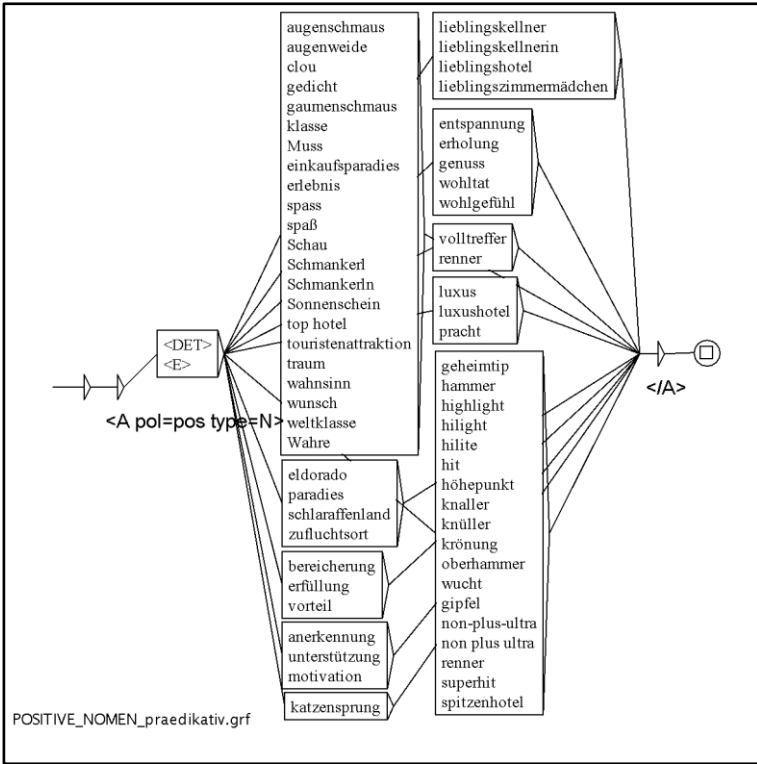 augenschmaus
augenweide
clou
gedicht
gaumenschmaus
klasse
Muss
einkaufsparadies
erlebnis
spass
spaß
Schau
Schmankerl
Schmankerln
Sonnenschein
top hotel
touristenattraktion
traum
wahnsinn
wunsch
weltklasse
Wahre
lieblingskellner
lieblingskellnerin
lieblingshotel
lieblingszimmermädchen
entspannung
erholung
genuss
wohltat
wohlgefühl
volltreffer
renner
luxus
luxushotel
pracht
<DET>
<E>
<A pol=pos type=N>
</A>
eldorado
paradies
schlaraffenland
zufluchtsort
bereicherung
erfüllung
vorteil
anerkennung
unterstützung
motivation
katzensprung
geheimtip
hammer
highlight
hilight
hilite
hit
höhepunkt
knaller
knüller
krönung
oberhammer
wucht
gipfel
non-plus-ultra
non plus ultra
renner
superhit
spitzenhotel
POSITIVE_NOMEN_praedikativ.grf